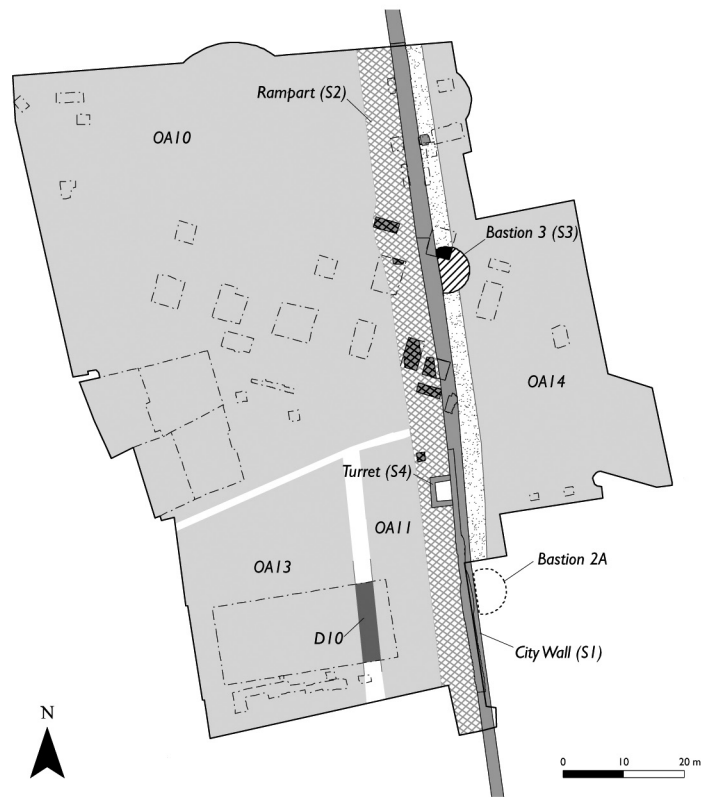 Rampart (S2)
OA10
Bastion 3 (S3)
OA14
Turret (S4)
OA11
OA13
Bastion 2A
D10
City Wall (S1)
N
0 10 20 m